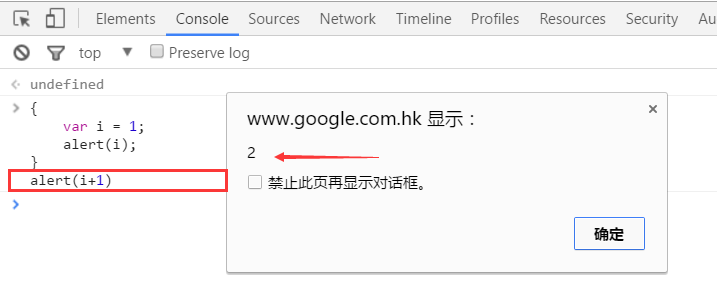 Elements Console Sources Network Timeline Profiles Resources Security Au
top Preserve log
undefined
{
var i = 1;
alert(i);
}
alert(i+1)
www.google.com.hk 显示：
2
禁止此页再显示对话框。
确定